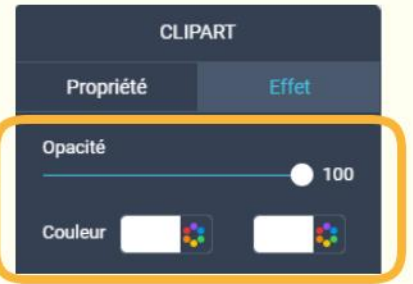 CLIPART
Propriété Effet
Opacité
100
Couleur